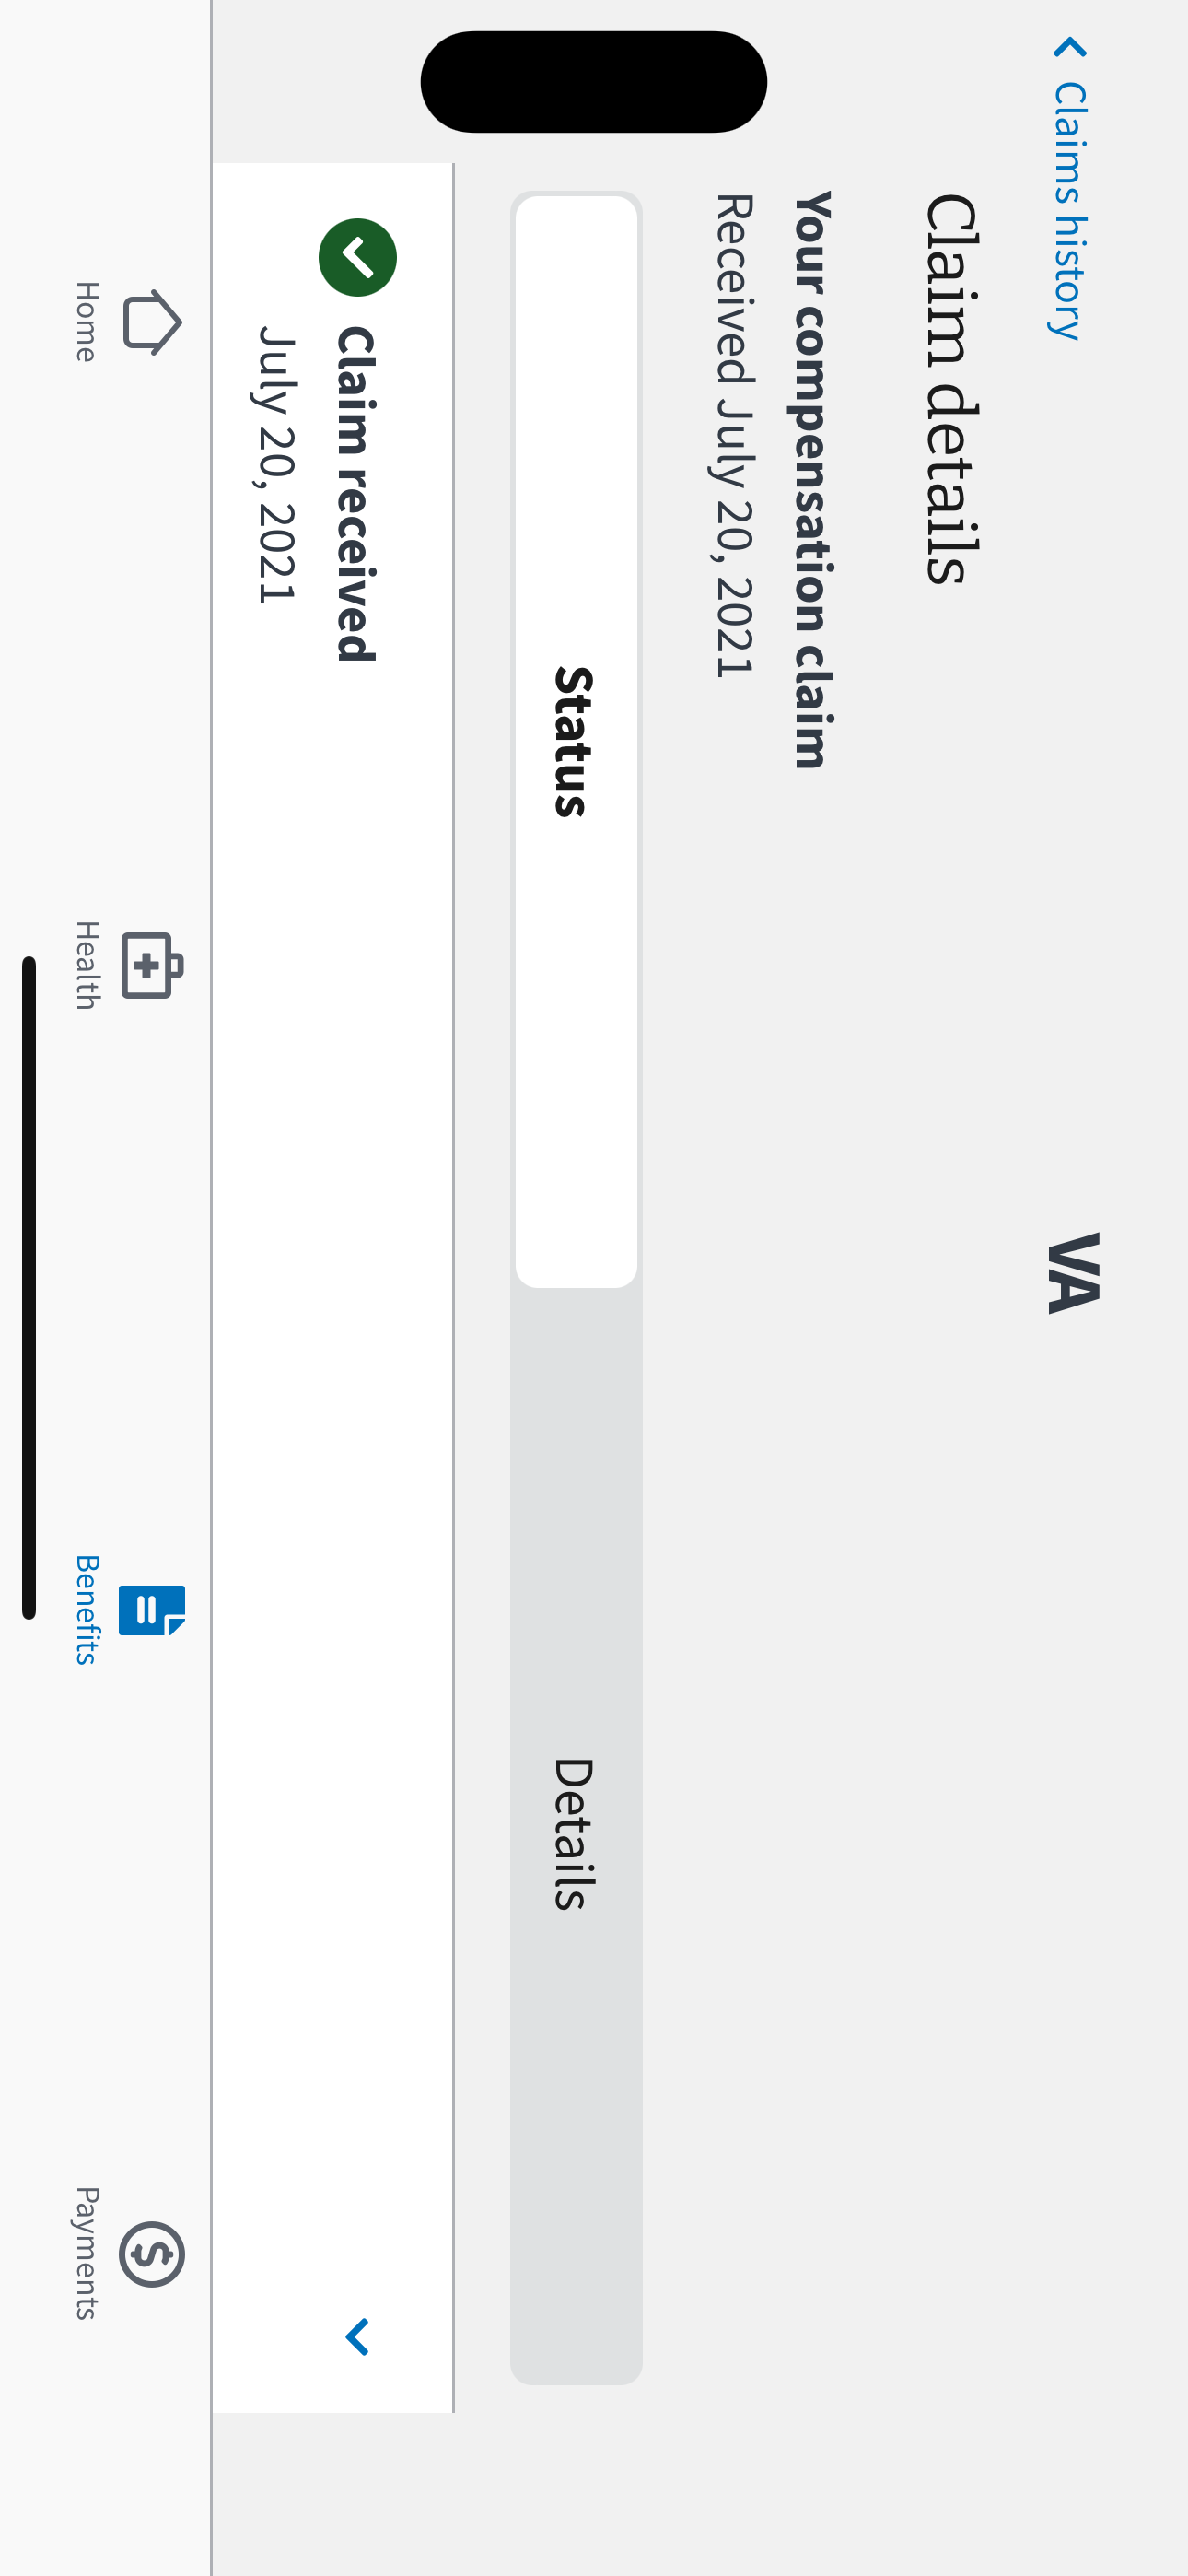 Claims history
VA
Claim details
Your compensation claim
Received July 20, 2021
Status
Details
Claim received
July 20, 2021
Home
Health
Benefits
Payments